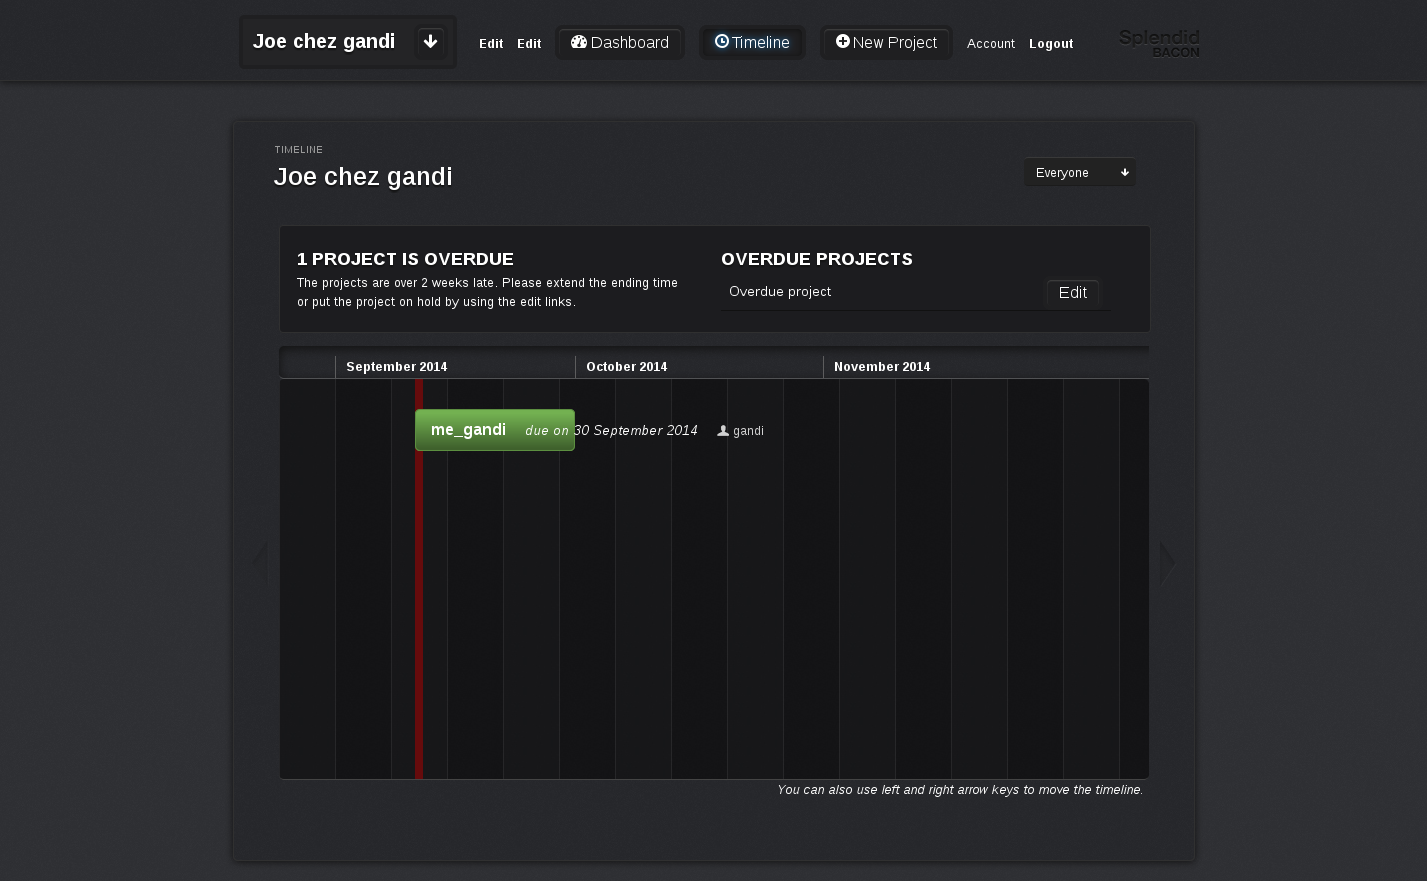 Joe chez gandi
Edit Edit Dashboard Timeline New Project Account Logout
Splendid
BACON
TIMELINE
Joe chez gandi
Everyone
1 PROJECT IS OVERDUE
The projects are over 2 weeks late. Please extend the ending time
or put the project on hold by using the edit links.
OVERDUE PROJECTS
Overdue project Edit
September 2014 October 2014 November 2014
me_gandi due on 30 September 2014 gandi
You can also use left and right arrow keys to move the timeline.